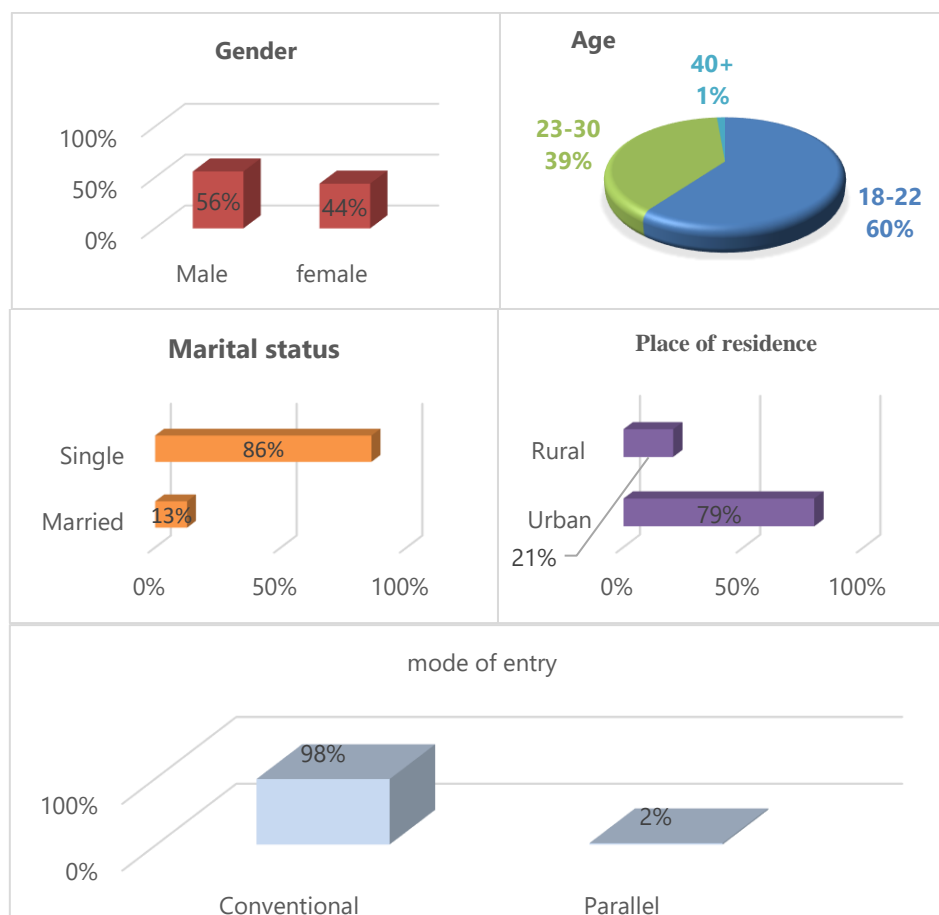 Gender
100%
50%
0%
56%
44%
Male female
Age
40+
1%
23-30
39%
18-22
60%
Marital status
Single
86%
Married
13%
0% 50% 100%
Place of residence
Rural
Urban
79%
21%
0% 50% 100%
mode of entry
98%
2%
100%
0%
Conventional Parallel